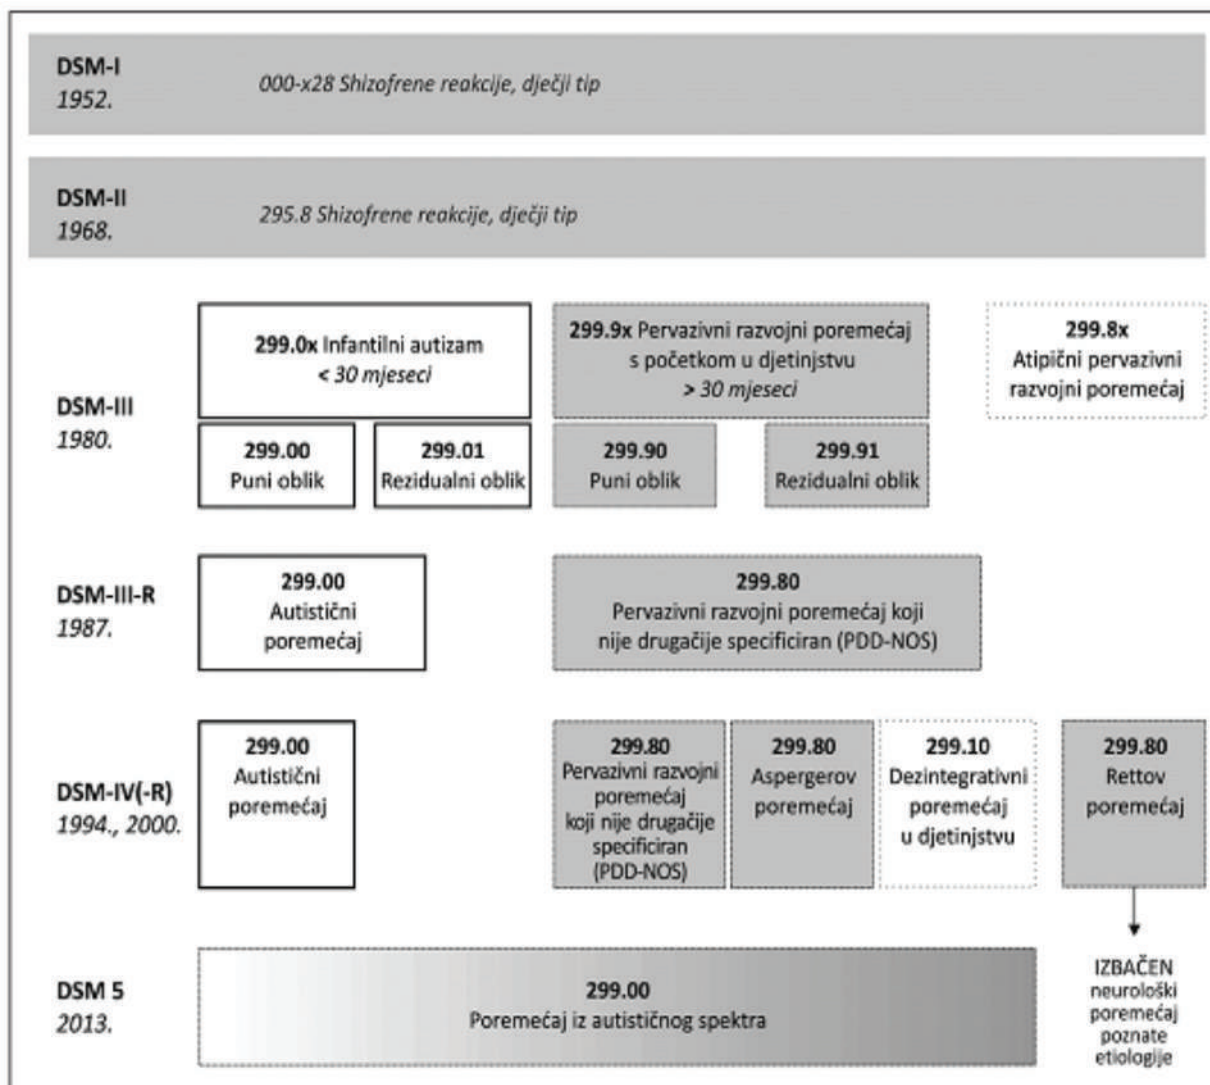 DSM-I
1952.
000-x28 Shizofrene reakcije, dječji tip
DSM-II
1968.
295.8 Shizofrene reakcije, dječji tip
DSM-III
1980.
299.0x Infantilni autizam
< 30 mjeseci
299.9x Pervazivni razvojni poremećaj
s početkom u djetinjstvu
> 30 mjeseci
299.8x
Atipični pervazivni
razvojni poremećaj
299.00
Puni oblik
299.01
Rezidualni oblik
299.90
Puni oblik
299.91
Rezidualni oblik
DSM-III-R
1987.
299.00
Autistični
poremećaj
299.80
Pervazivni razvojni poremećaj koji
nije drugačije specificiran (PDD-NOS)
DSM-IV(-R)
1994., 2000.
299.00
Autistični
poremećaj
299.80
Pervazivni razvojni
poremećaj
koji nije drugačije
specificiran
(PDD-NOS)
299.80
Aspergerov
poremećaj
299.10
Dezintegrativni
poremećaj
u djetinjstvu
299.80
Rettov
poremećaj
DSM 5
2013.
299.00
Poremećaj iz autističnog spektra
IZBAČEN
neurološki
poremećaj
poznate
etiologije